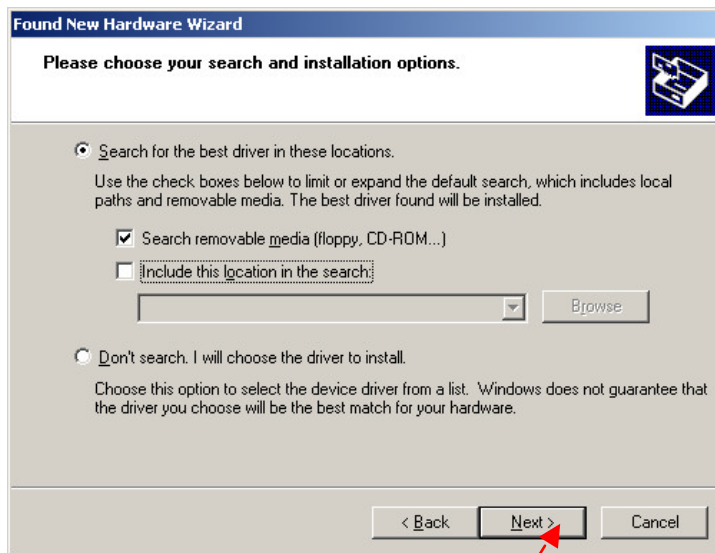 Found New Hardware Wizard
Please choose your search and installation options.
Search for the best driver in these locations.
Use the check boxes below to limit or expand the default search, which includes local
paths and removable media. The best driver found will be installed.
Search removable media (floppy, CD-ROM...)
Include this location in the search:
Browse
Don't search. I will choose the driver to install.
Choose this option to select the device driver from a list. Windows does not guarantee that
the driver you choose will be the best match for your hardware.
< Back Next > Cancel